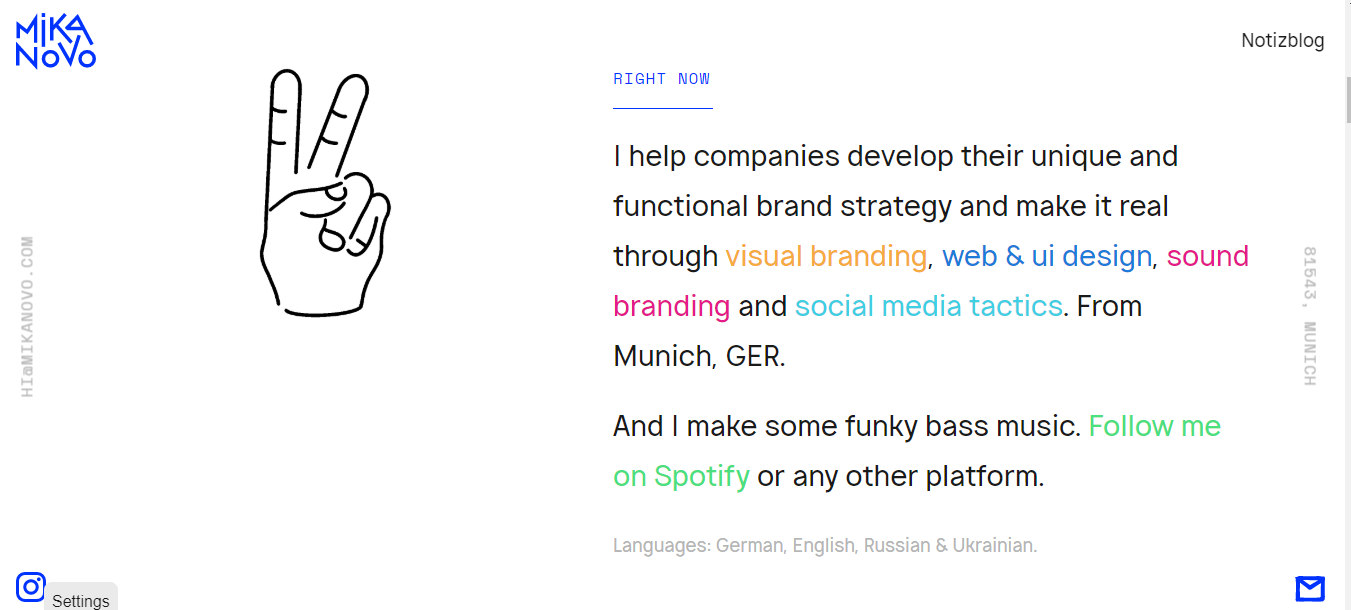 MiKA
NOVO
Notizblog
RIGHT NOW
I help companies develop their unique and
functional brand strategy and make it real
through visual branding, web & ui design, sound
branding and social media tactics. From
Munich, GER.
And I make some funky bass music. Follow me
on Spotify or any other platform.
Languages: German, English, Russian & Ukrainian.
HI@MIKANOVO.COM
81543, MUNICH
Settings